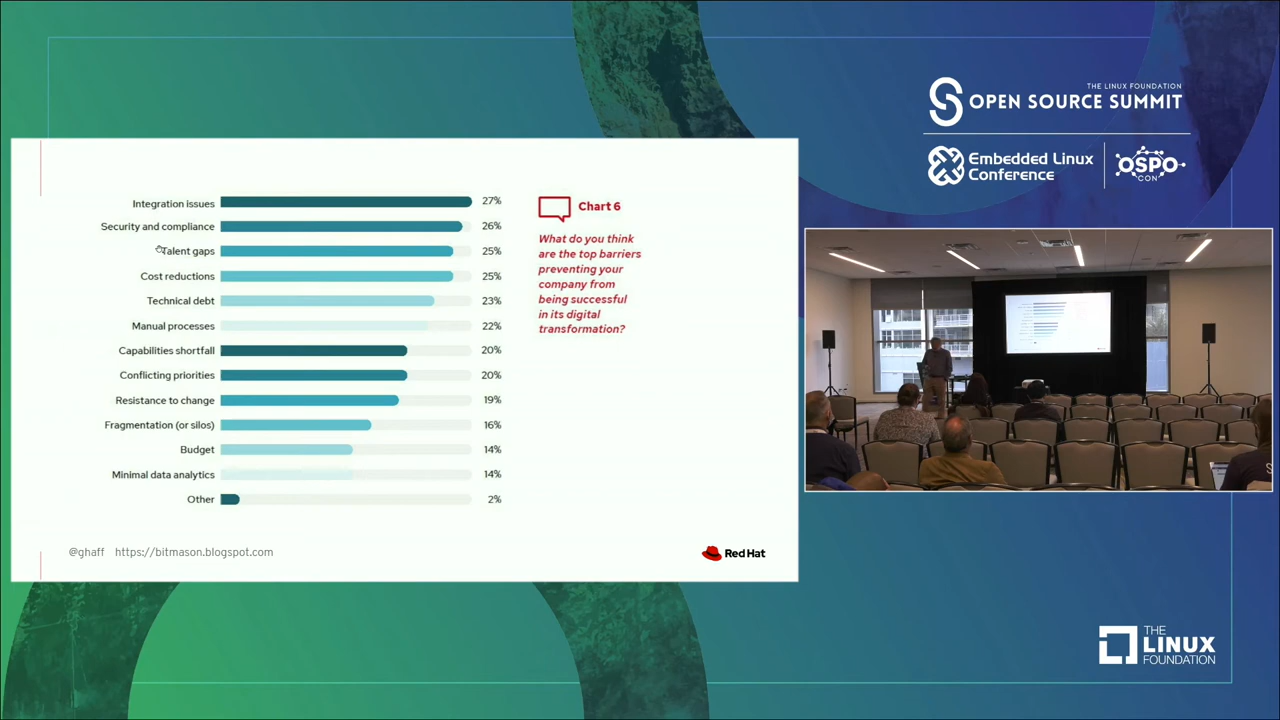 THE LINUX FOUNDATION
OPEN SOURCE SUMMIT
Embedded Linux
Conference
OSPO
CON
Integration issues 27%
Security and compliance 26%
Talent gaps 25%
Cost reductions 25%
Technical debt 23%
Manual processes 22%
Capabilities shortfall 20%
Conflicting priorities 20%
Resistance to change 19%
Fragmentation (or silos) 16%
Budget 14%
Minimal data analytics 14%
Other 2%
Chart 6
What do you think
are the top barriers
preventing your
company from
being successful
in its digital
transformation?
@ghaff https://bitmason.blogspot.com
Red Hat
THE
LINUX
FOUNDATION